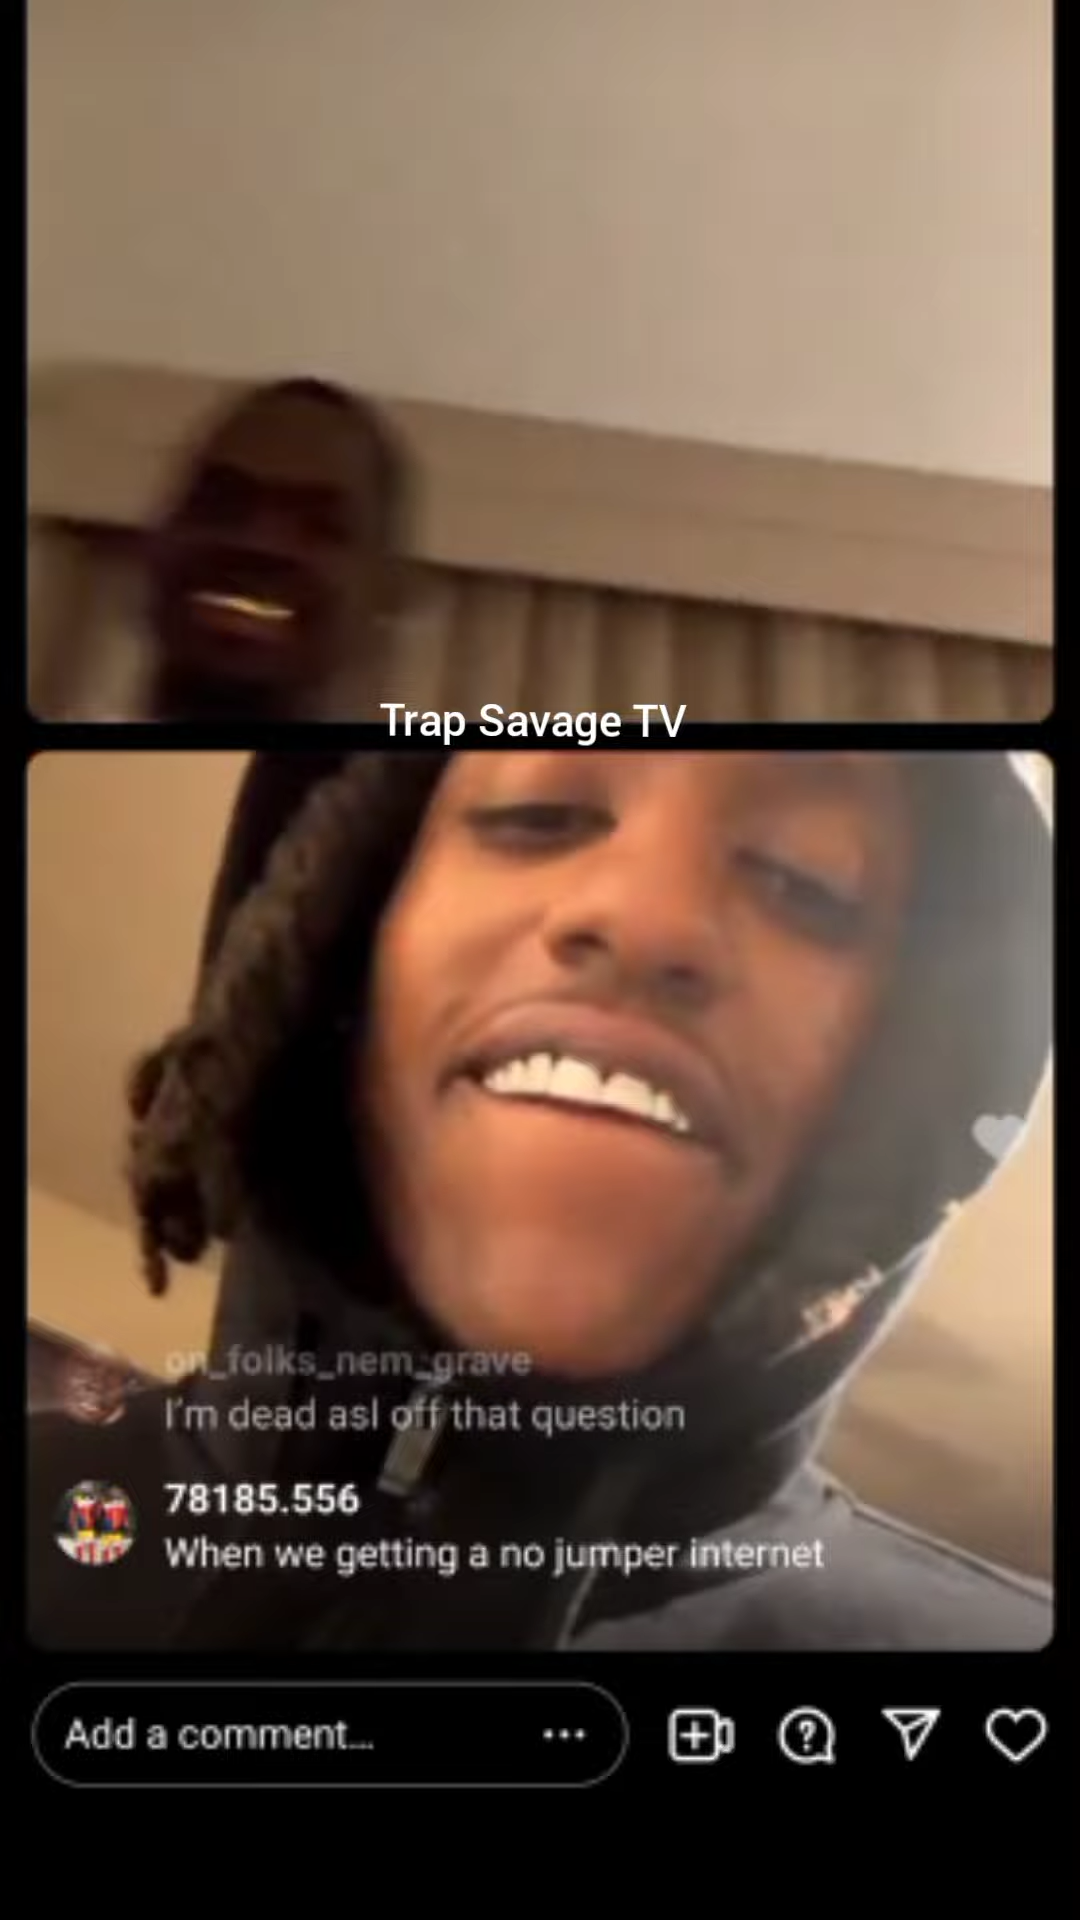 Trap Savage TV
on_folks_nem_grave
I'm dead asl off that question
78185.556
When we getting a no jumper internet
Add a comment...